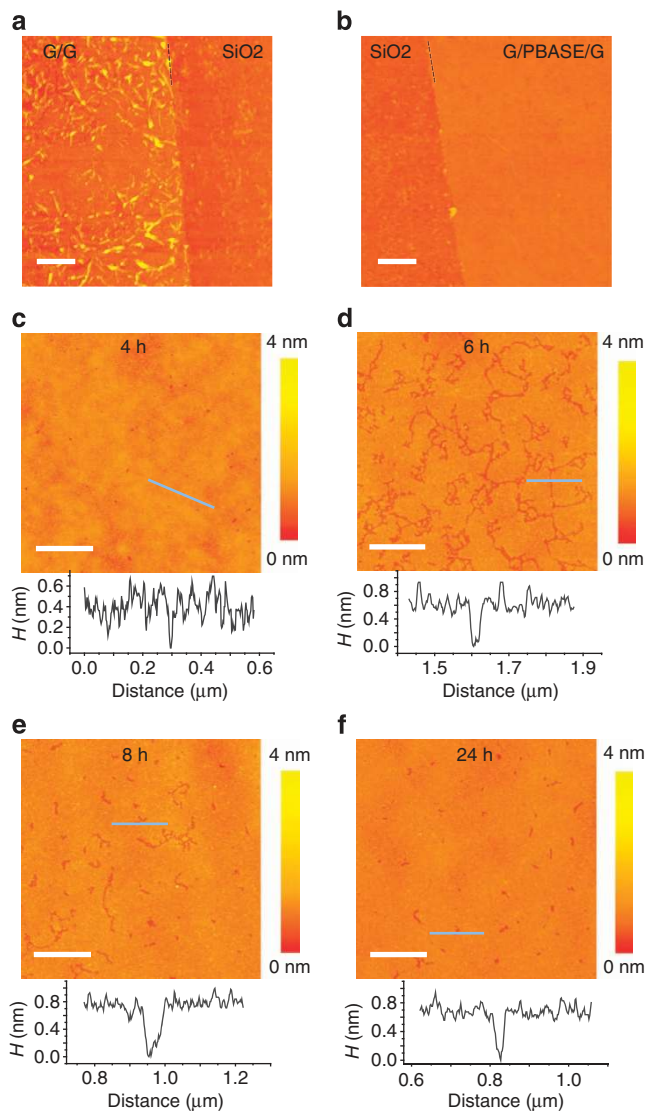 a
b
G/G SiO2
SiO2 G/PBASE/G
c
d
4 h
4 nm
0 nm
6 h
4 nm
0 nm
H (nm)
0.6
0.4
0.2
0.0
0.0 0.2 0.4 0.6
Distance (μm)
H (nm)
0.8
0.4
0.0
1.5 1.7 1.9
Distance (μm)
e
f
8 h
4 nm
0 nm
24 h
4 nm
0 nm
H (nm)
0.8
0.4
0.0
0.8 1.0 1.2
Distance (μm)
H (nm)
0.8
0.4
0.0
0.6 0.8 1.0
Distance (μm)